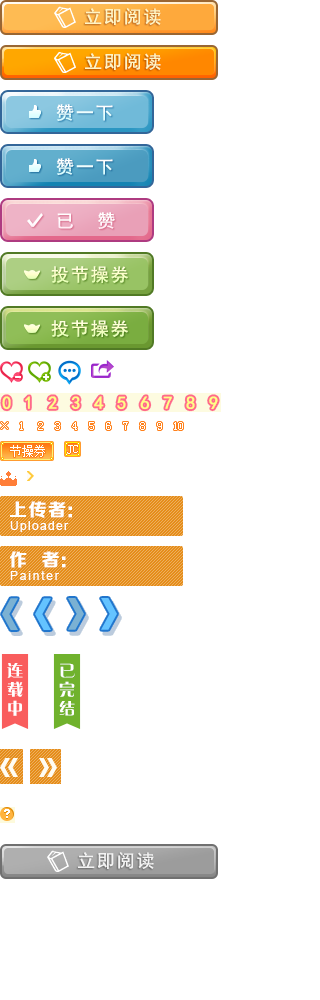 立即阅读
立即阅读
赞一下
赞一下
已 赞
投节操券
投节操券
0 1 2 3 4 5 6 7 8 9
× 1 2 3 4 5 6 7 8 9 10
节操券 JC
上传者:
Uploader
作 者:
Painter
连载中 已完结
?
立即阅读